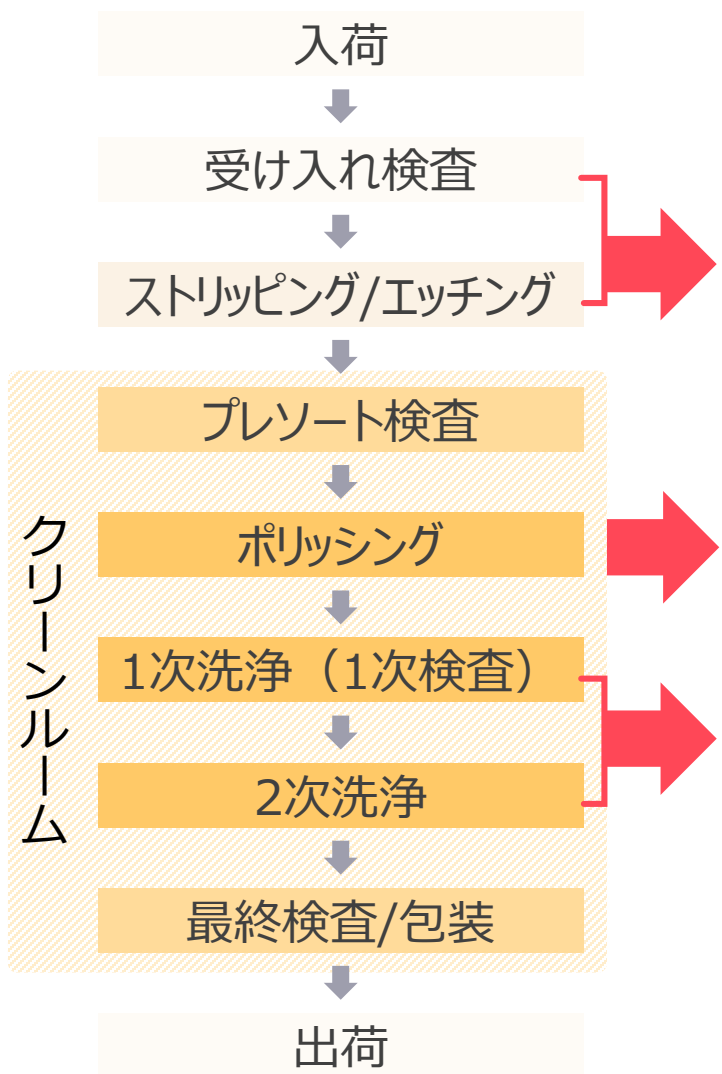 入荷
受け入れ検査
ストリッピング/エッチング
クリーンルーム
プレソート検査
ポリッシング
1次洗浄（1次検査）
2次洗浄
最終検査/包装
出荷